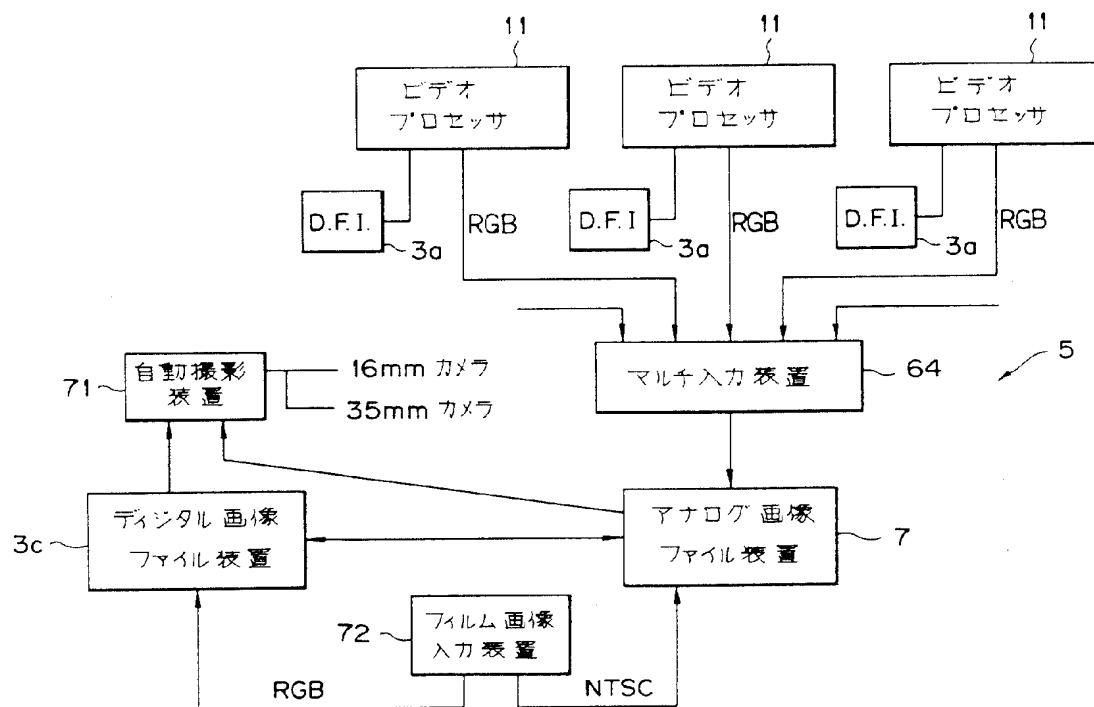 11
11
11
ビデオ
プロセッサ
ビデオ
プロセッサ
ビデオ
プロセッサ
D.F.I.
3a
RGB
D.F.I
3a
RGB
D.F.I.
3a
RGB
71
自動撮影
装置
16mm カメラ
35mm カメラ
マルチ入力装置
64
5
3c
ディジタル画像
ファイル装置
アナログ画像
ファイル装置
7
72
フィルム画像
入力装置
RGB
NTSC